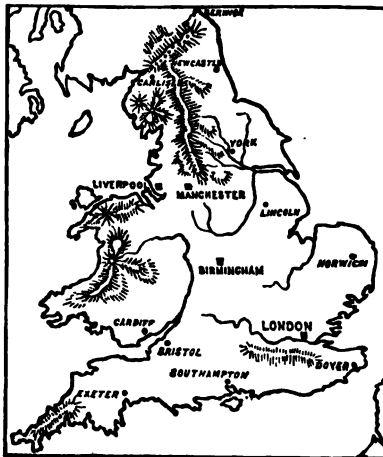 BERWICK
NEWCASTLE
CARLISLE
YORK
LIVERPOOL
MANCHESTER
LINCOLN
BIRMINGHAM
NORWICH
CARDIFF
LONDON
BRISTOL
DOVER
SOUTHAMPTON
EXETER